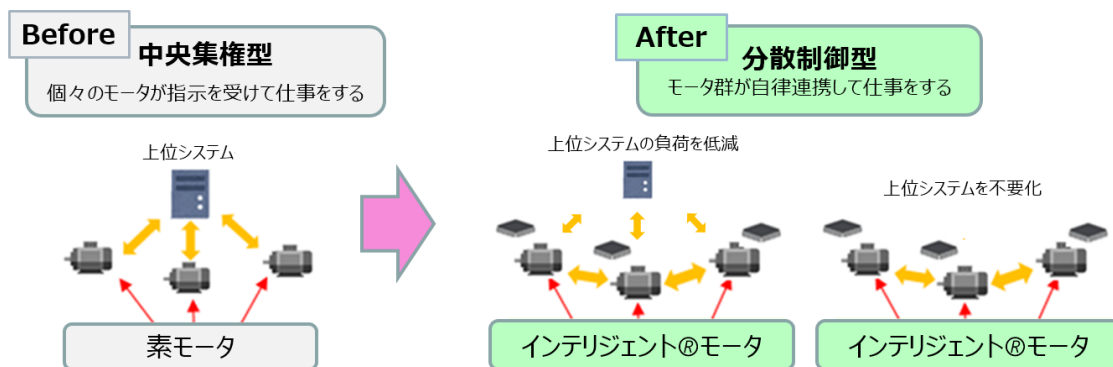 Before
中央集権型
個々のモータが指示を受けて仕事をする
上位システム
素モータ
After
分散制御型
モータ群が自律連携して仕事をする
上位システムの負荷を低減
上位システムを不要化
インテリジェント®モータ
インテリジェント®モータ